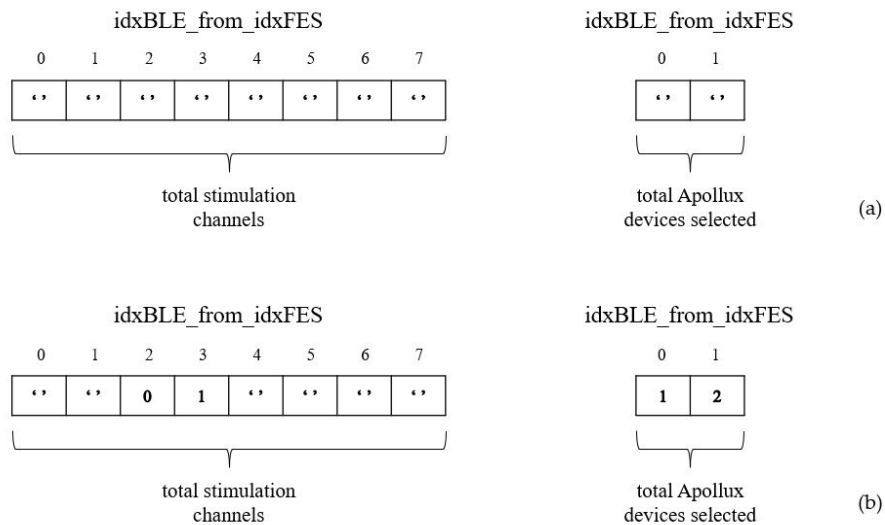 idxBLE_from_idxFES idxBLE_from_idxFES
0 1 2 3 4 5 6 7 0 1
‘ ’ ‘ ’ ‘ ’ ‘ ’ ‘ ’ ‘ ’ ‘ ’ ‘ ’ ‘ ’ ‘ ’
total stimulation total Apollux
channels devices selected
(a)
idxBLE_from_idxFES idxBLE_from_idxFES
0 1 2 3 4 5 6 7 0 1
‘ ’ ‘ ’ 0 1 ‘ ’ ‘ ’ ‘ ’ ‘ ’ 1 2
total stimulation total Apollux
channels devices selected
(b)